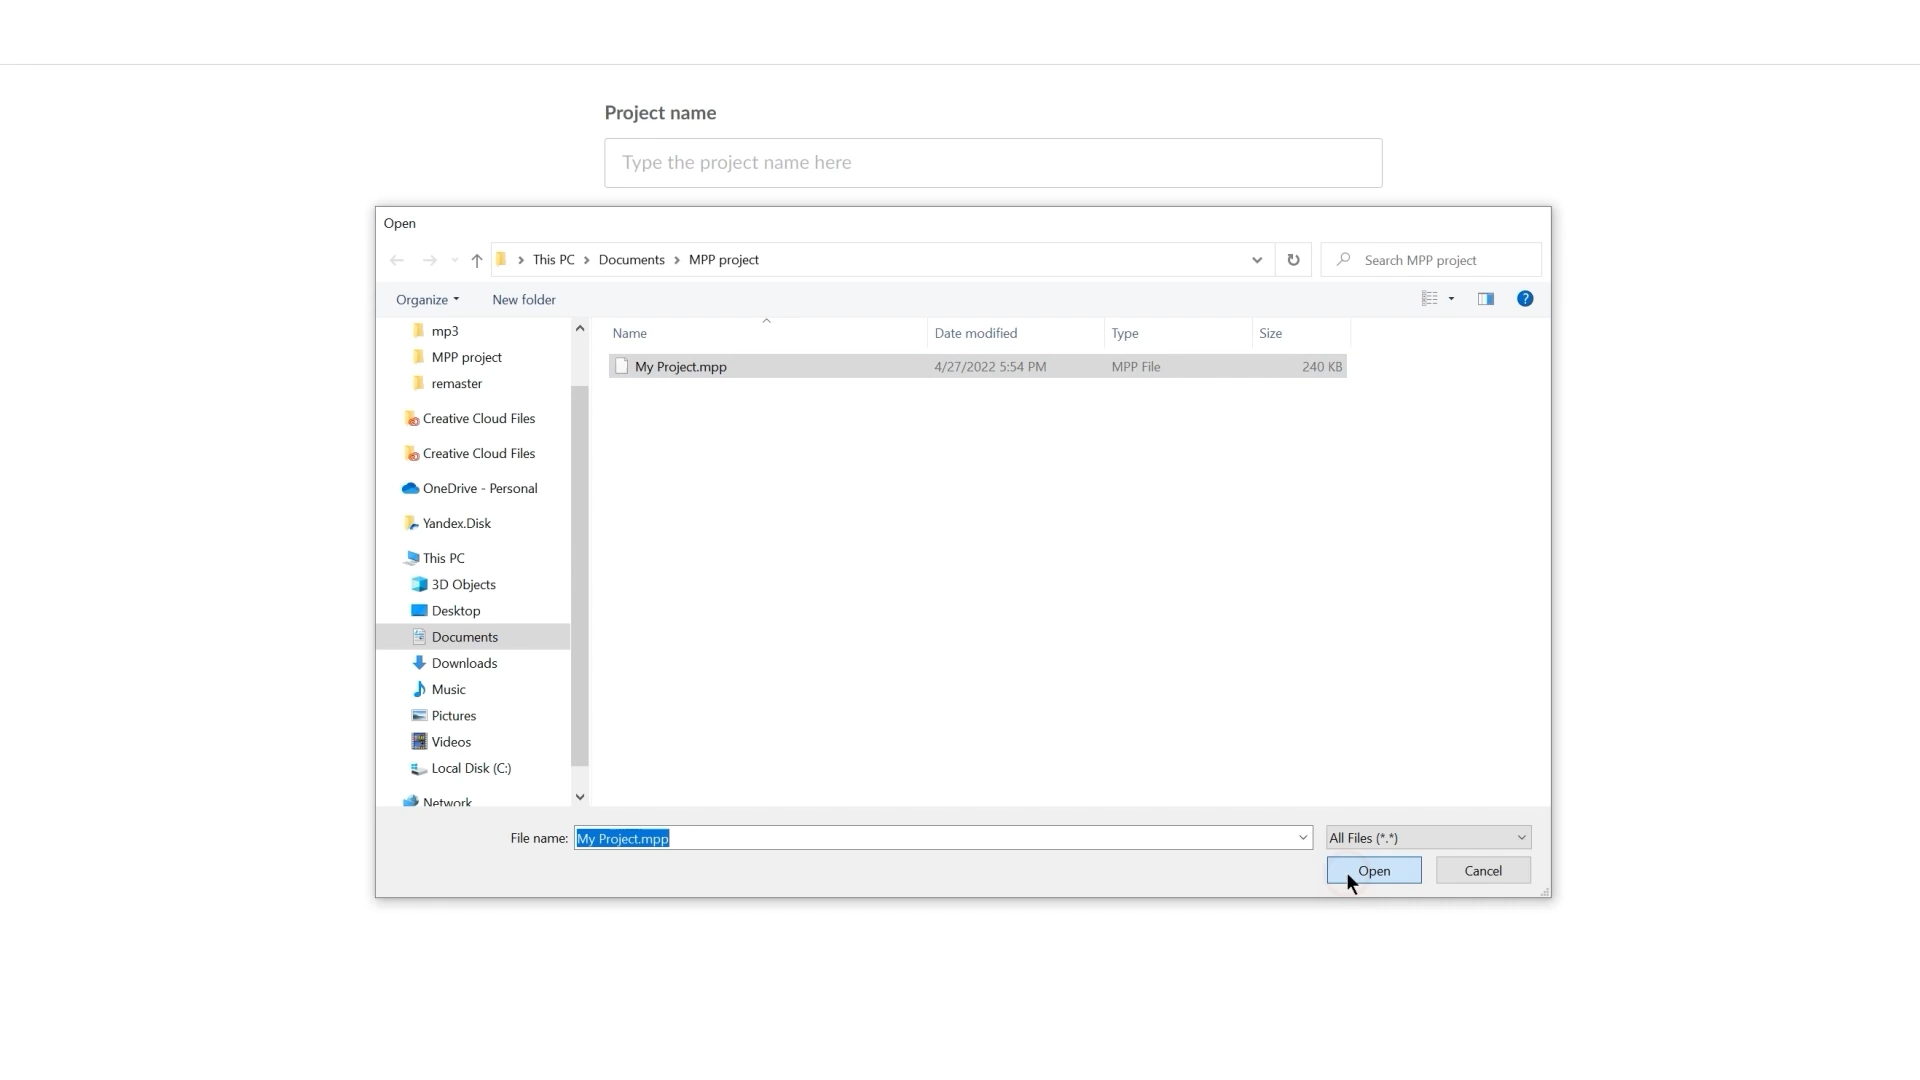 Project name
Type the project name here
Open
This PC > Documents > MPP project
Search MPP project
Organize
New folder
?
mp3
MPP project
remaster
Creative Cloud Files
Creative Cloud Files
OneDrive - Personal
Yandex.Disk
This PC
3D Objects
Desktop
Documents
Downloads
Music
Pictures
Videos
Local Disk (C:)
Network
Name Date modified Type Size
My Project.mpp 4/27/2022 5:54 PM MPP File 240 KB
File name: My Project.mpp
All Files (*.*)
Open
Cancel